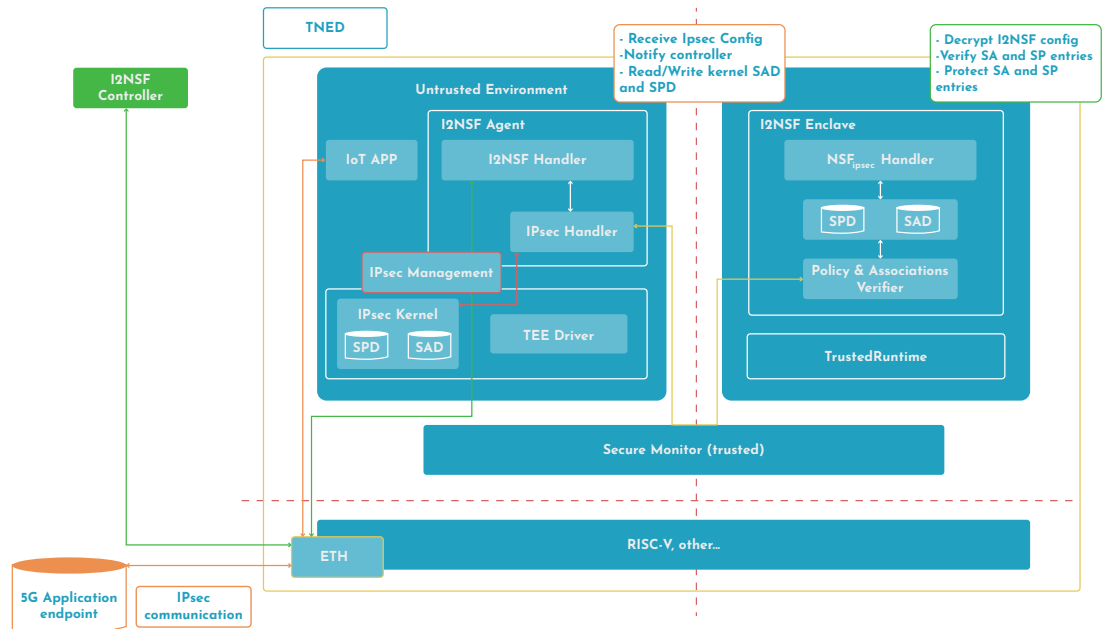 TNED
- Receive Ipsec Config
-Notify controller
- Read/Write kernel SAD
and SPD
- Decrypt I2NSF config
-Verify SA and SP entries
- Protect SA and SP
entries
I2NSF
Controller
Untrusted Environment
I2NSF Agent
IoT APP
I2NSF Handler
IPsec Handler
IPsec Management
IPsec Kernel
SPD
SAD
TEE Driver
I2NSF Enclave
NSFipsec Handler
SPD
SAD
Policy & Associations
Verifier
TrustedRuntime
Secure Monitor (trusted)
RISC-V, other...
ETH
5G Application
endpoint
IPsec
communication